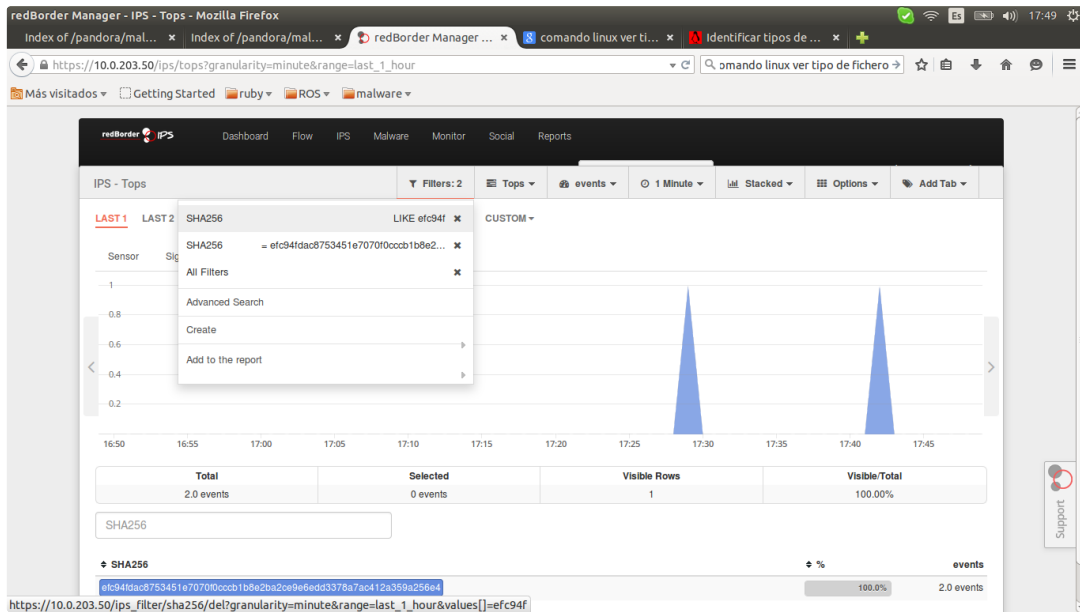 redBorder Manager - IPS - Tops - Mozilla Firefox
Es
17:49
Index of /pandora/mal... ×
Index of /pandora/mal... ×
redBorder Manager ... ×
comando linux ver ti... ×
Identificar tipos de ... ×
https://10.0.203.50/ips/tops?granularity=minute&range=last_1_hour
omando linux ver tipo de fichero
Más visitados
Getting Started
ruby
ROS
malware
redBorder IPS
Dashboard
Flow
IPS
Malware
Monitor
Social
Reports
IPS - Tops
Filters: 2
Tops
events
1 Minute
Stacked
Options
Add Tab
LAST 1
LAST 2
CUSTOM
SHA256 LIKE efc94f
SHA256 = efc94fdac8753451e7070f0cccb1b8e2...
All Filters
Advanced Search
Create
Add to the report
Sensor
Sig
1
0.8
0.6
0.4
0.2
16:50 16:55 17:00 17:05 17:10 17:15 17:20 17:25 17:30 17:35 17:40 17:45
Total Selected Visible Rows Visible/Total
2.0 events 0 events 1 100.00%
SHA256
SHA256 % events
efc94fdac8753451e7070f0cccb1b8e2ba2ce9e6edd3378a7ac412a359a256e4 100.0% 2.0 events
Support
https://10.0.203.50/ips_filter/sha256/del?granularity=minute&range=last_1_hour&values[]=efc94f